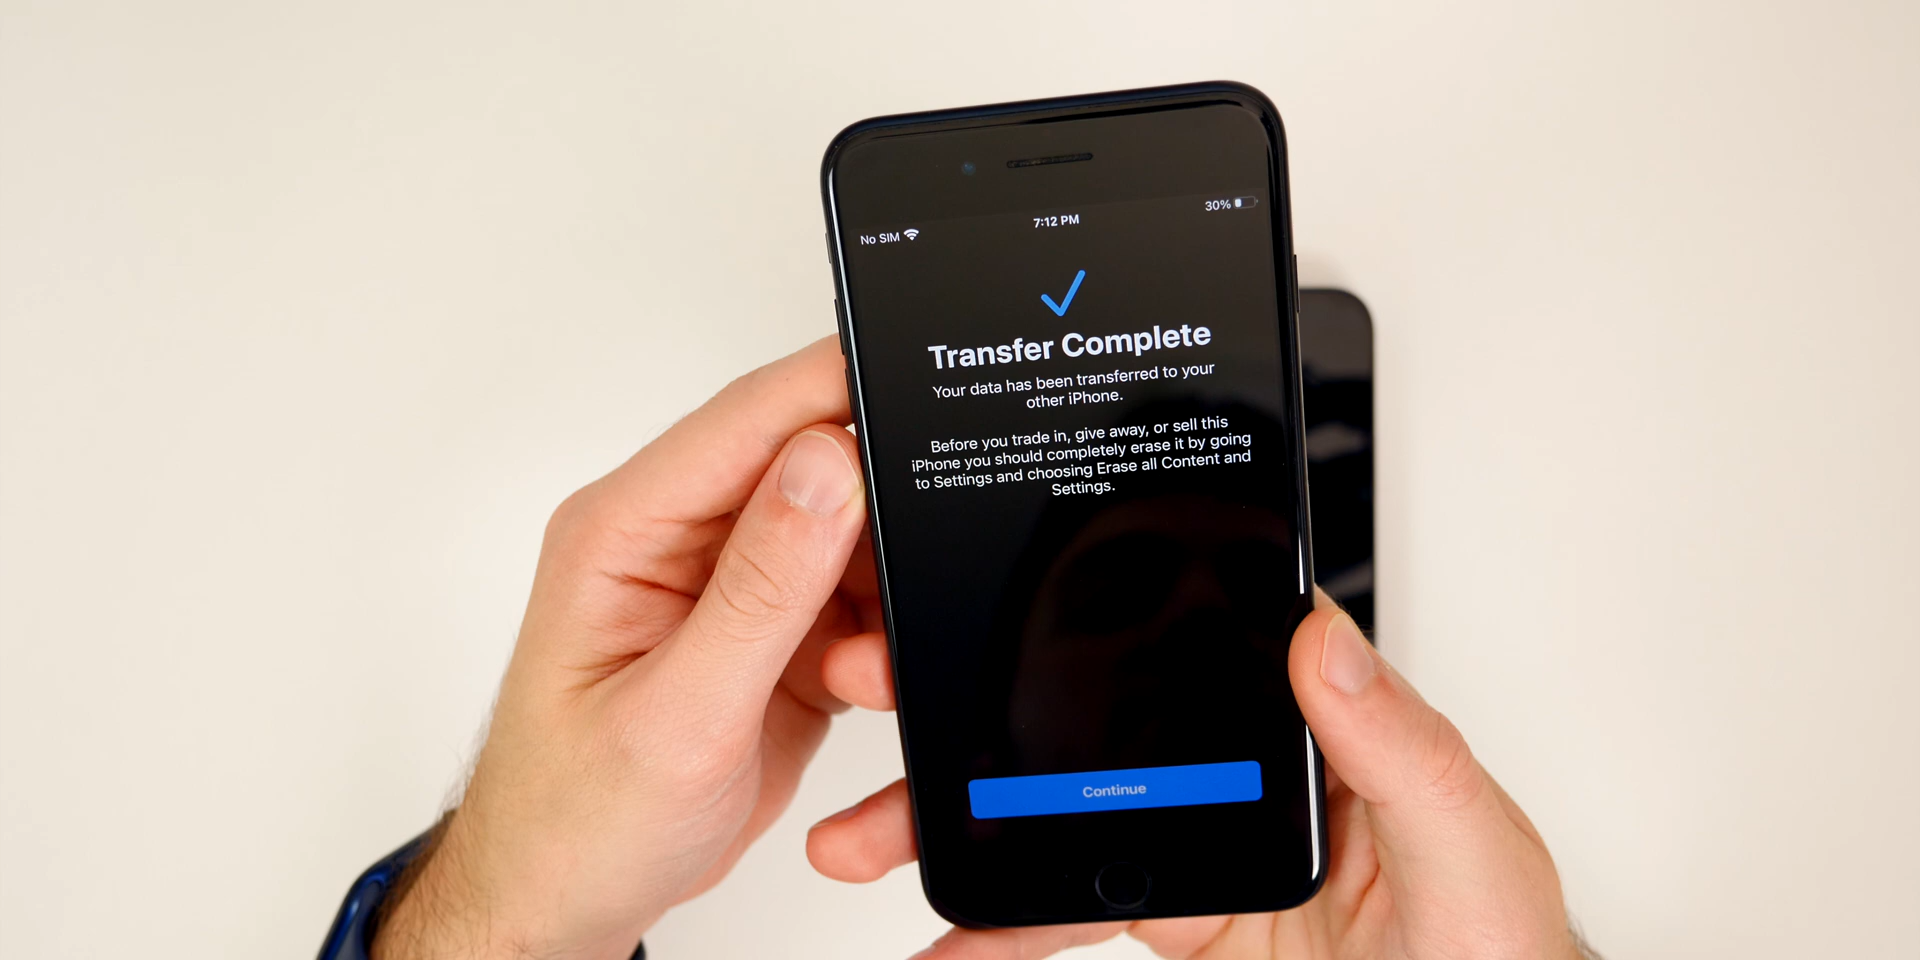 No SIM
7:12 PM
30%
Transfer Complete
Your data has been transferred to your
other iPhone.
Before you trade in, give away, or sell this
iPhone you should completely erase it by going
to Settings and choosing Erase all Content and
Settings.
Continue